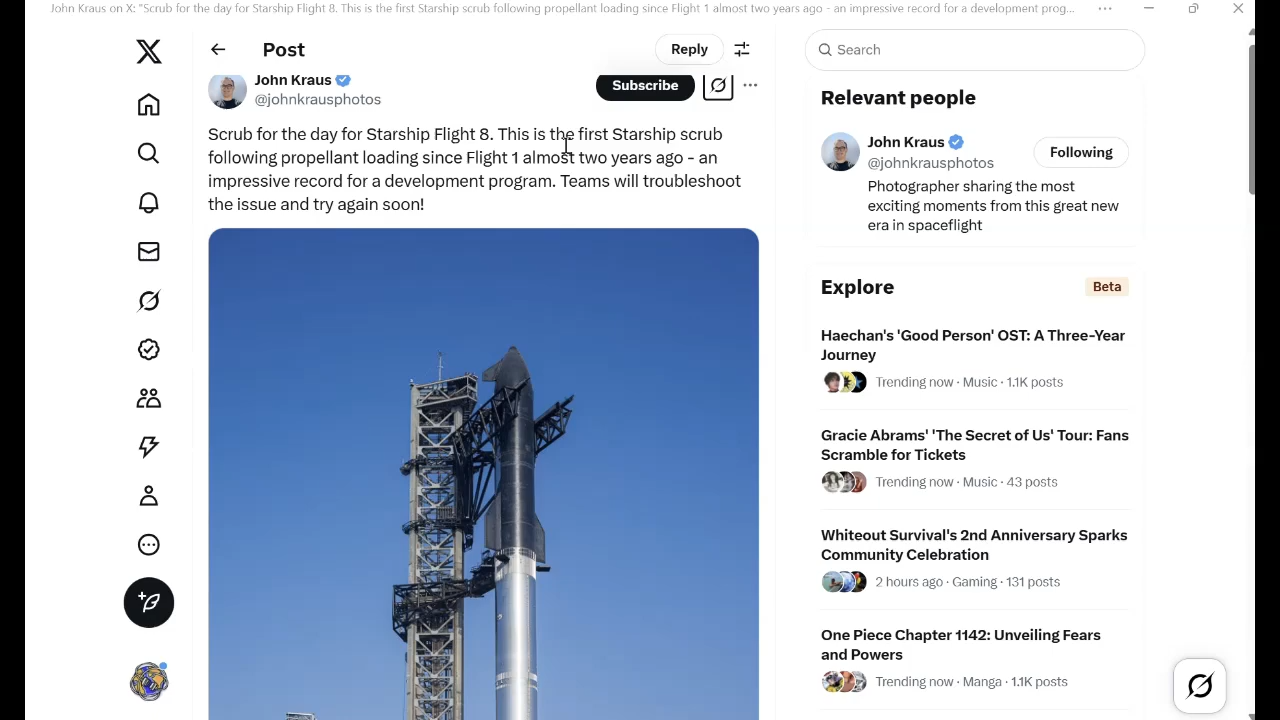 John Kraus on X: "Scrub for the day for Starship Flight 8. This is the first Starship scrub following propellant loading since Flight 1 almost two years ago - an impressive record for a development prog...
Post
Reply
Search
John Kraus
@johnkrausphotos
Subscribe
Scrub for the day for Starship Flight 8. This is the first Starship scrub
following propellant loading since Flight 1 almost two years ago - an
impressive record for a development program. Teams will troubleshoot
the issue and try again soon!
Relevant people
John Kraus
@johnkrausphotos
Following
Photographer sharing the most
exciting moments from this great new
era in spaceflight
Explore
Beta
Haechan's 'Good Person' OST: A Three-Year
Journey
Trending now · Music · 1.1K posts
Gracie Abrams' 'The Secret of Us' Tour: Fans
Scramble for Tickets
Trending now · Music · 43 posts
Whiteout Survival's 2nd Anniversary Sparks
Community Celebration
2 hours ago · Gaming · 131 posts
One Piece Chapter 1142: Unveiling Fears
and Powers
Trending now · Manga · 1.1K posts